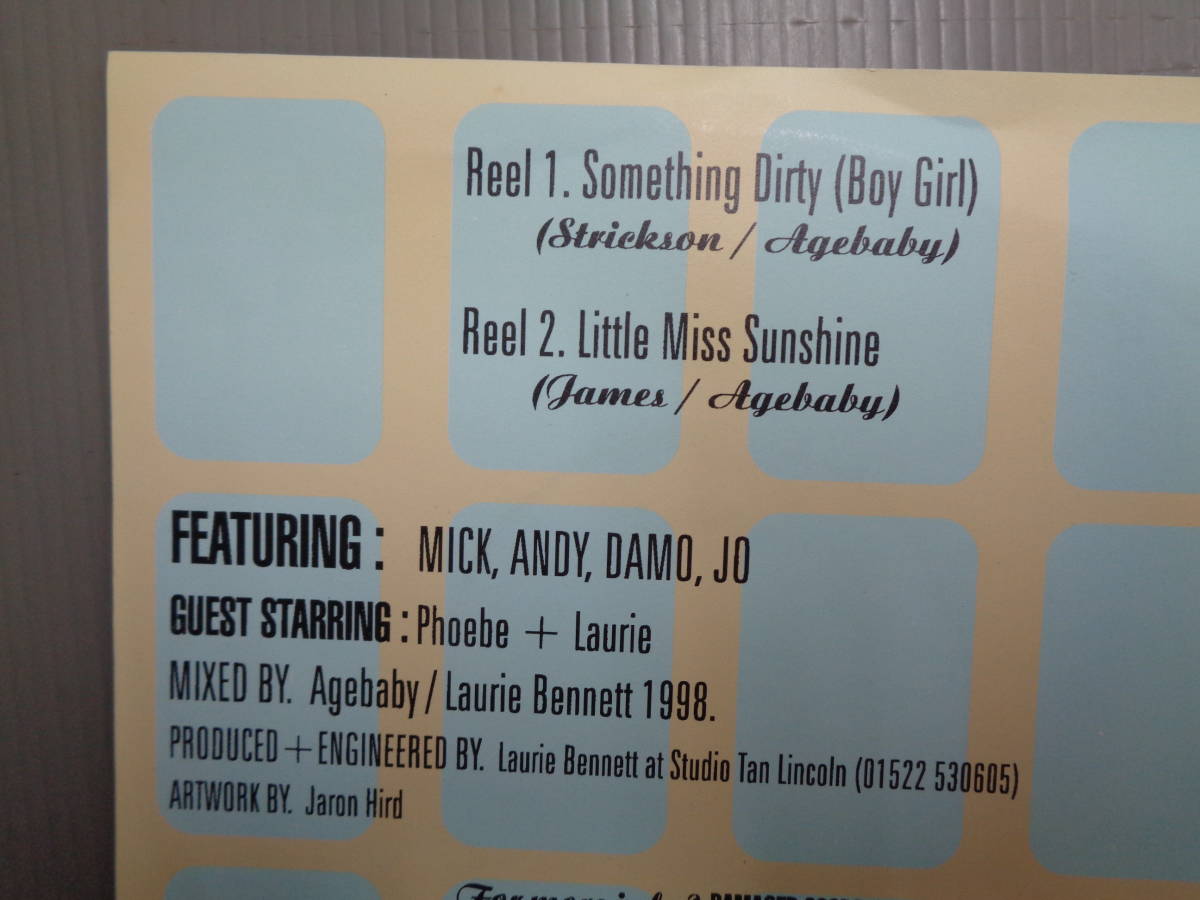 Reel 1. Something Dirty (Boy Girl)
(Strickson / Agebaby)
Reel 2. Little Miss Sunshine
(James / Agebaby)
FEATURING : MICK, ANDY, DAMO, JO
GUEST STARRING : Phoebe + Laurie
MIXED BY. Agebaby / Laurie Bennett 1998.
PRODUCED + ENGINEERED BY. Laurie Bennett at Studio Tan Lincoln (01522 530605)
ARTWORK BY. Jaron Hird
For more